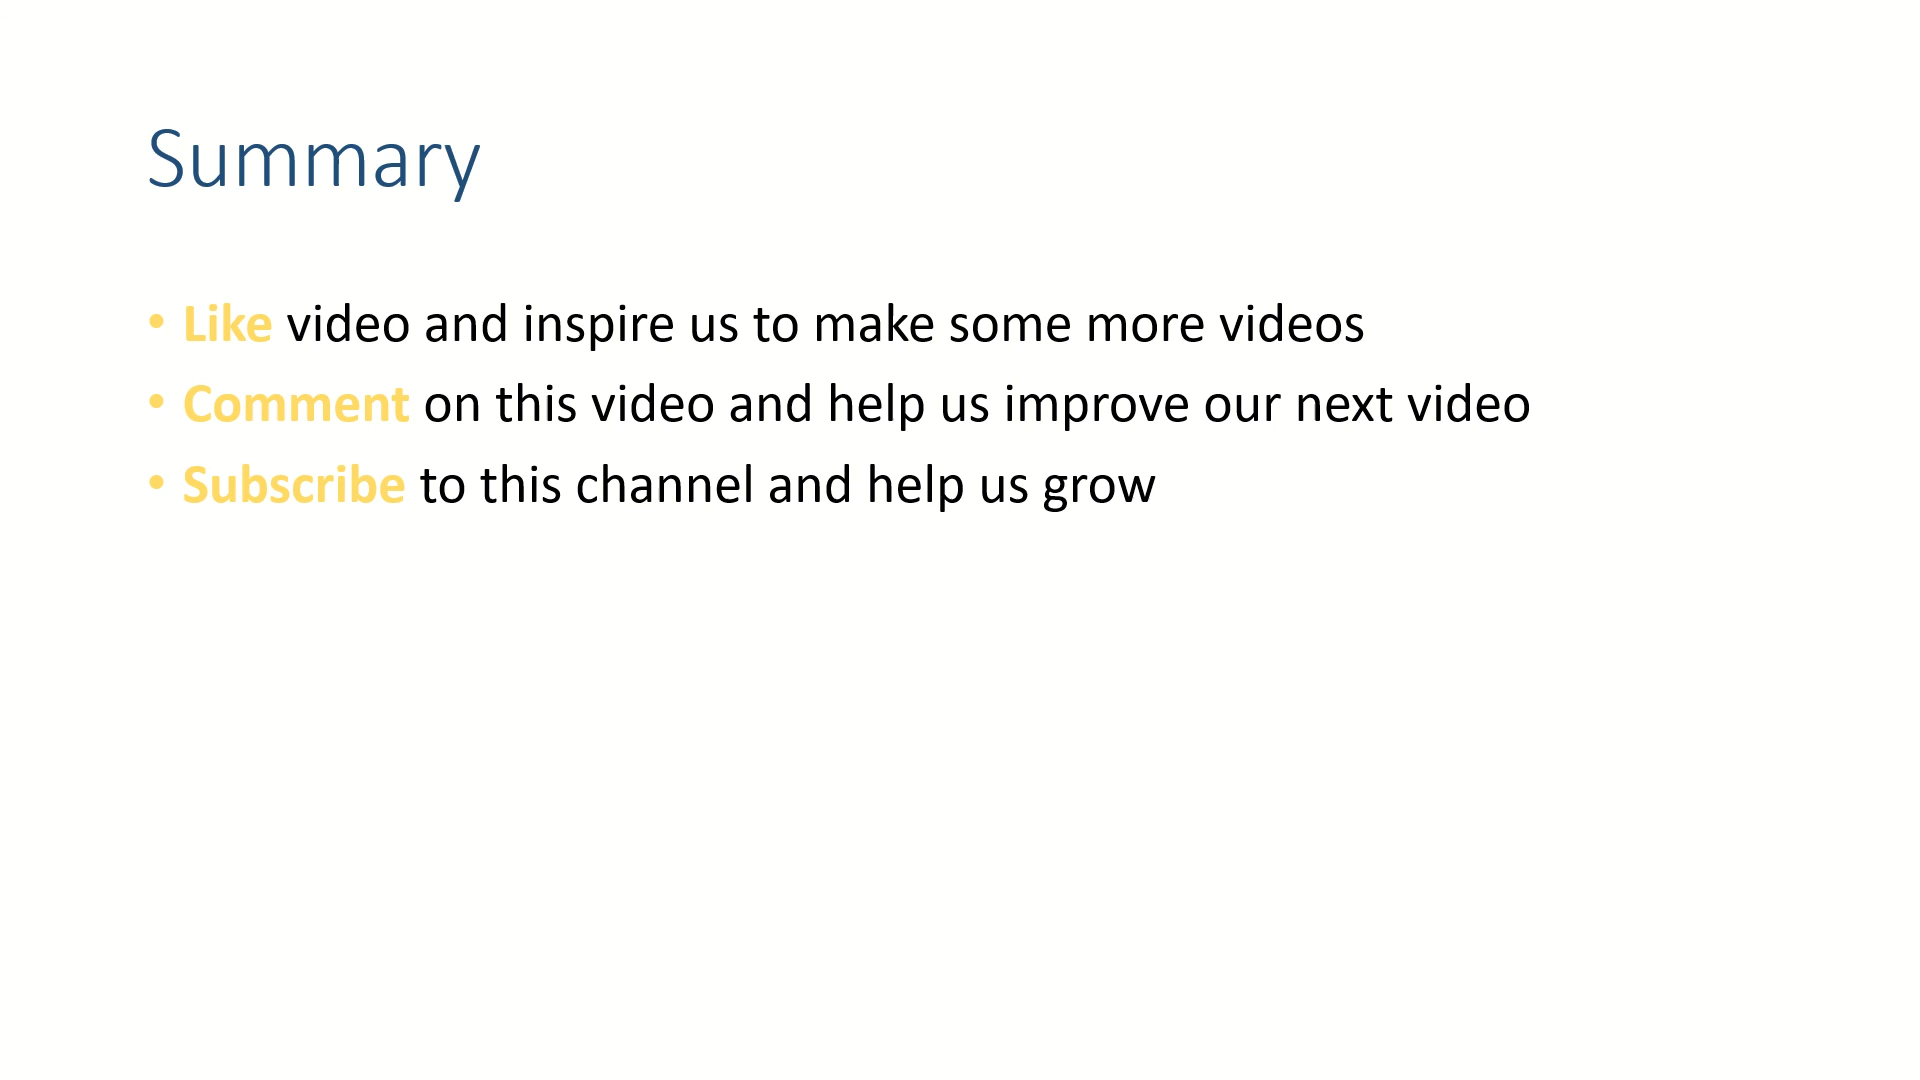 Summary
• Like video and inspire us to make some more videos
• Comment on this video and help us improve our next video
• Subscribe to this channel and help us grow